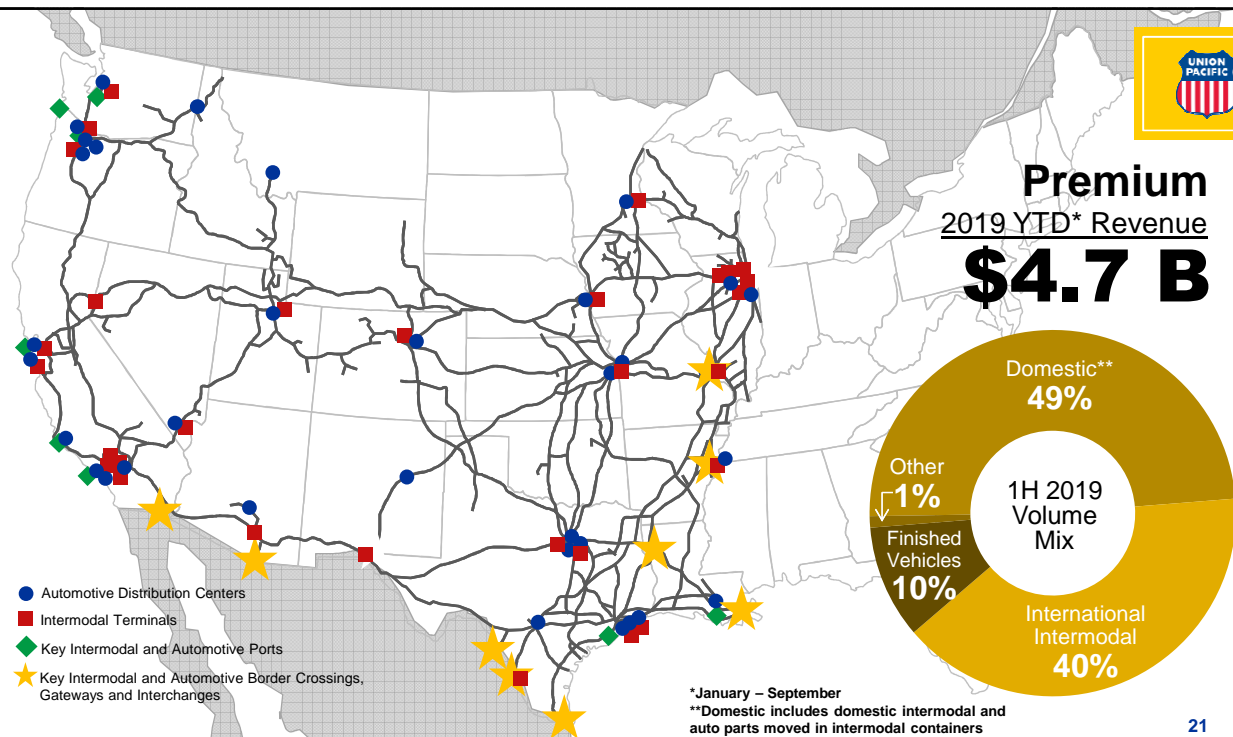 UNION
PACIFIC
Premium
2019 YTD* Revenue
$4.7 B
Domestic**
49%
Other
1%
Finished
Vehicles
10%
1H 2019
Volume
Mix
International
Intermodal
40%
Automotive Distribution Centers
Intermodal Terminals
Key Intermodal and Automotive Ports
Key Intermodal and Automotive Border Crossings,
Gateways and Interchanges
*January – September
**Domestic includes domestic intermodal and
auto parts moved in intermodal containers
21